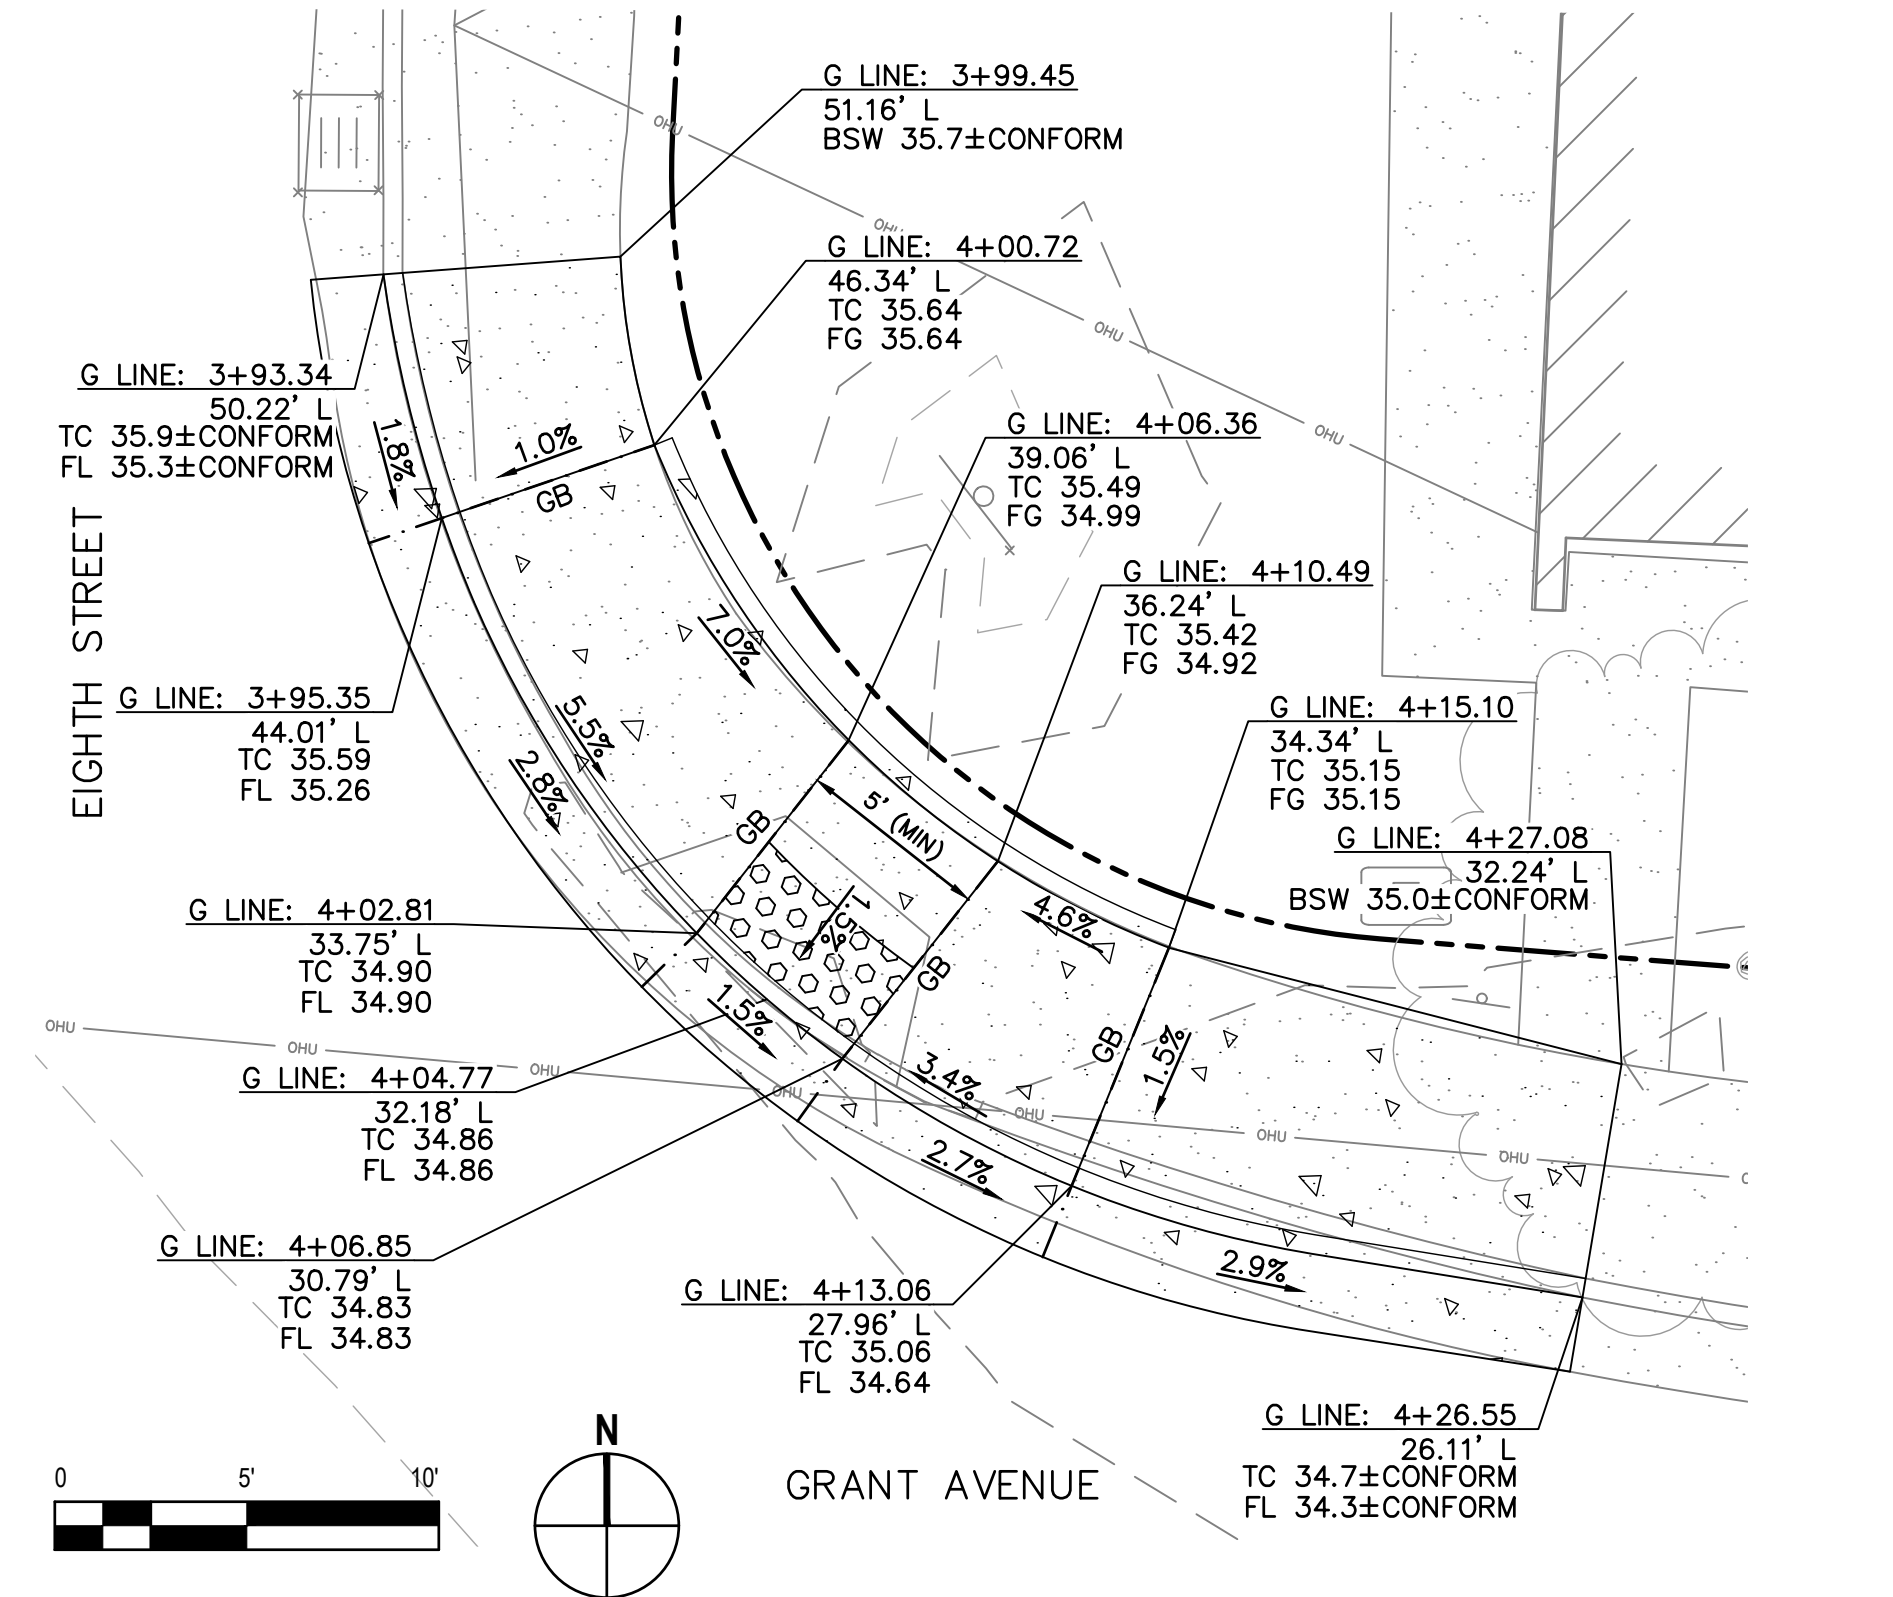 G LINE: 3+99.45
51.16' L
BSW 35.7±CONFORM
OHU
OHU
G LINE: 4+00.72
46.34' L
TC 35.64
FG 35.64
OHU
G LINE: 3+93.34
50.22' L
TC 35.9±CONFORM
FL 35.3±CONFORM
1.8%
1.0%
GB
G LINE: 4+06.36
39.06' L
TC 35.49
FG 34.99
OHU
EIGHTH STREET
G LINE: 4+10.49
36.24' L
TC 35.42
FG 34.92
7.0%
G LINE: 3+95.35
44.01' L
TC 35.59
FL 35.26
5.5%
2.8%
G LINE: 4+15.10
34.34' L
TC 35.15
FG 35.15
GB
5' (MIN)
G LINE: 4+27.08
32.24' L
BSW 35.0±CONFORM
G LINE: 4+02.81
33.75' L
TC 34.90
FL 34.90
1.5%
4.6%
GB
1.5%
GB
1.5%
OHU
OHU
OHU
OHU
OHU
OHU
OHU
G LINE: 4+04.77
32.18' L
TC 34.86
FL 34.86
3.4%
2.7%
G LINE: 4+06.85
30.79' L
TC 34.83
FL 34.83
2.9%
G LINE: 4+13.06
27.96' L
TC 35.06
FL 34.64
G LINE: 4+26.55
26.11' L
TC 34.7±CONFORM
FL 34.3±CONFORM
N
0 5' 10'
GRANT AVENUE